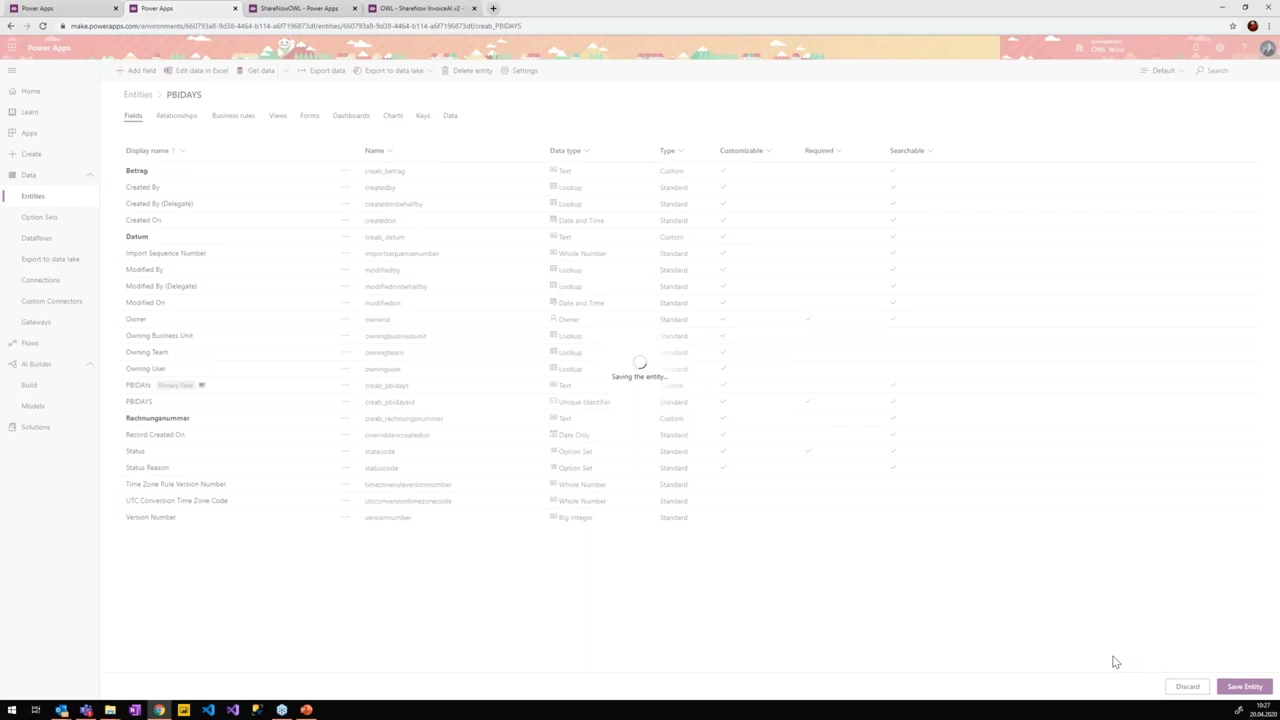 Power Apps
Power Apps
ShareNowOWL - Power Apps
OWL - ShareNow InvoiceAI v2 -
make.powerapps.com/environments/660793a8-9d38-4464-b114-a6f7196873df/entities/creab_PBIDAYS
Power Apps
OWL Wien
Add field
Edit data in Excel
Get data
Export data
Export to data lake
Delete entity
Settings
Default
Search
Home
Learn
Apps
Create
Data
Entities
Option Sets
Dataflows
Export to data lake
Connections
Custom Connectors
Gateways
Flows
AI Builder
Build
Models
Solutions
Entities > PBIDAYS
Fields Relationships Business rules Views Forms Dashboards Charts Keys Data
Display name Name Data type Type Customizable Required Searchable
Betrag ... creab_betrag Text Custom
Created By ... createdby Lookup Standard
Created By (Delegate) ... createdonbehalfby Lookup Standard
Created On ... createdon Date and Time Standard
Datum ... creab_datum Text Custom
Import Sequence Number ... importsequencenumber Whole Number Standard
Modified By ... modifiedby Lookup Standard
Modified By (Delegate) ... modifiedonbehalfby Lookup Standard
Modified On ... modifiedon Date and Time Standard
Owner ... ownerid Owner Standard
Owning Business Unit ... owningbusinessunit Lookup Standard
Owning Team ... owningteam Lookup Standard
Owning User ... owninguser Lookup Standard
Saving the entity...
PBIDAYs Primary Field ... creab_pbidays Text Custom
PBIDAYS ... creab_pbidaysid Unique Identifier Standard
Rechnungsnummer ... creab_rechnungsnummer Text Custom
Record Created On ... overriddencreatedon Date Only Standard
Status ... statecode Option Set Standard
Status Reason ... statuscode Option Set Standard
Time Zone Rule Version Number ... timezoneruleversionnumber Whole Number Standard
UTC Conversion Time Zone Code ... utcconversiontimezonecode Whole Number Standard
Version Number ... versionnumber Big Integer Standard
Discard
Save Entity
10:27
20.04.2020